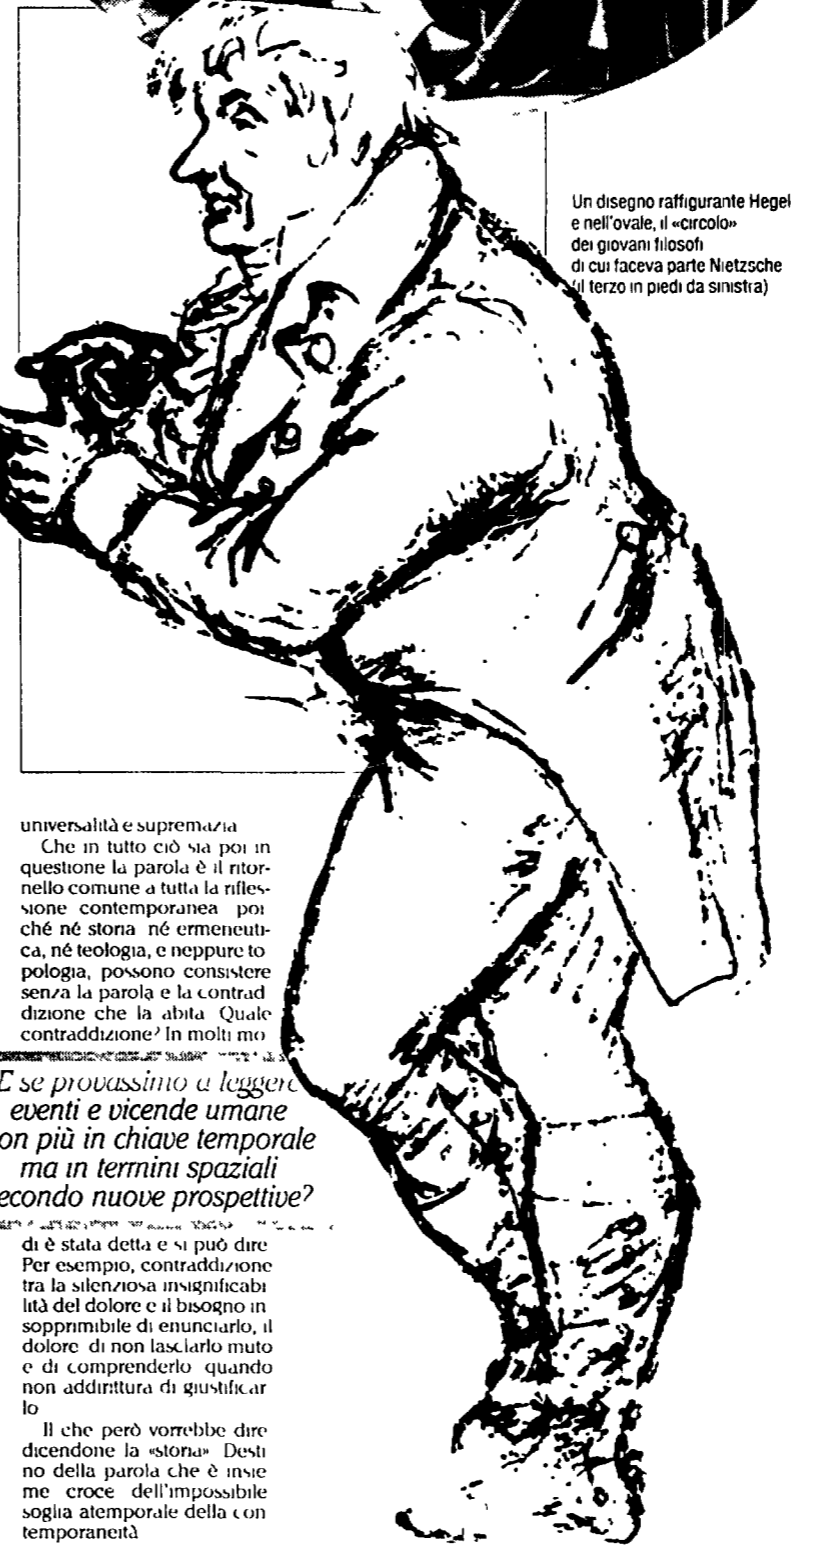 Un disegno raffigurante Hegel
e nell'ovale, il «circolo»
dei giovani filosofi
di cui faceva parte Nietzsche
(il terzo in piedi da sinistra)
universalità e supremazia
Che in tutto ciò sia poi in
questione la parola è il ritor-
nello comune a tutta la rifles-
sione contemporanea poi
ché né storia né ermeneuti-
ca, né teologia, e neppure to
pologia, possono consistere
senza la parola e la contrad
dizione che la abita Quale
contraddizione? In molti mo
E se provassimo a leggere
eventi e vicende umane
on più in chiave temporale
ma in termini spaziali
econdo nuove prospettive?
di è stata detta e si può dire
Per esempio, contraddizione
tra la silenziosa insignificabi
lità del dolore e il bisogno in
sopprimibile di enunciarlo, il
dolore di non lasciarlo muto
e di comprenderlo quando
non addirittura di giustificar
lo
Il che però vorrebbe dire
dicendone la «storia» Desti
no della parola che è insie
me croce dell'impossibile
soglia atemporale della con
temporaneità